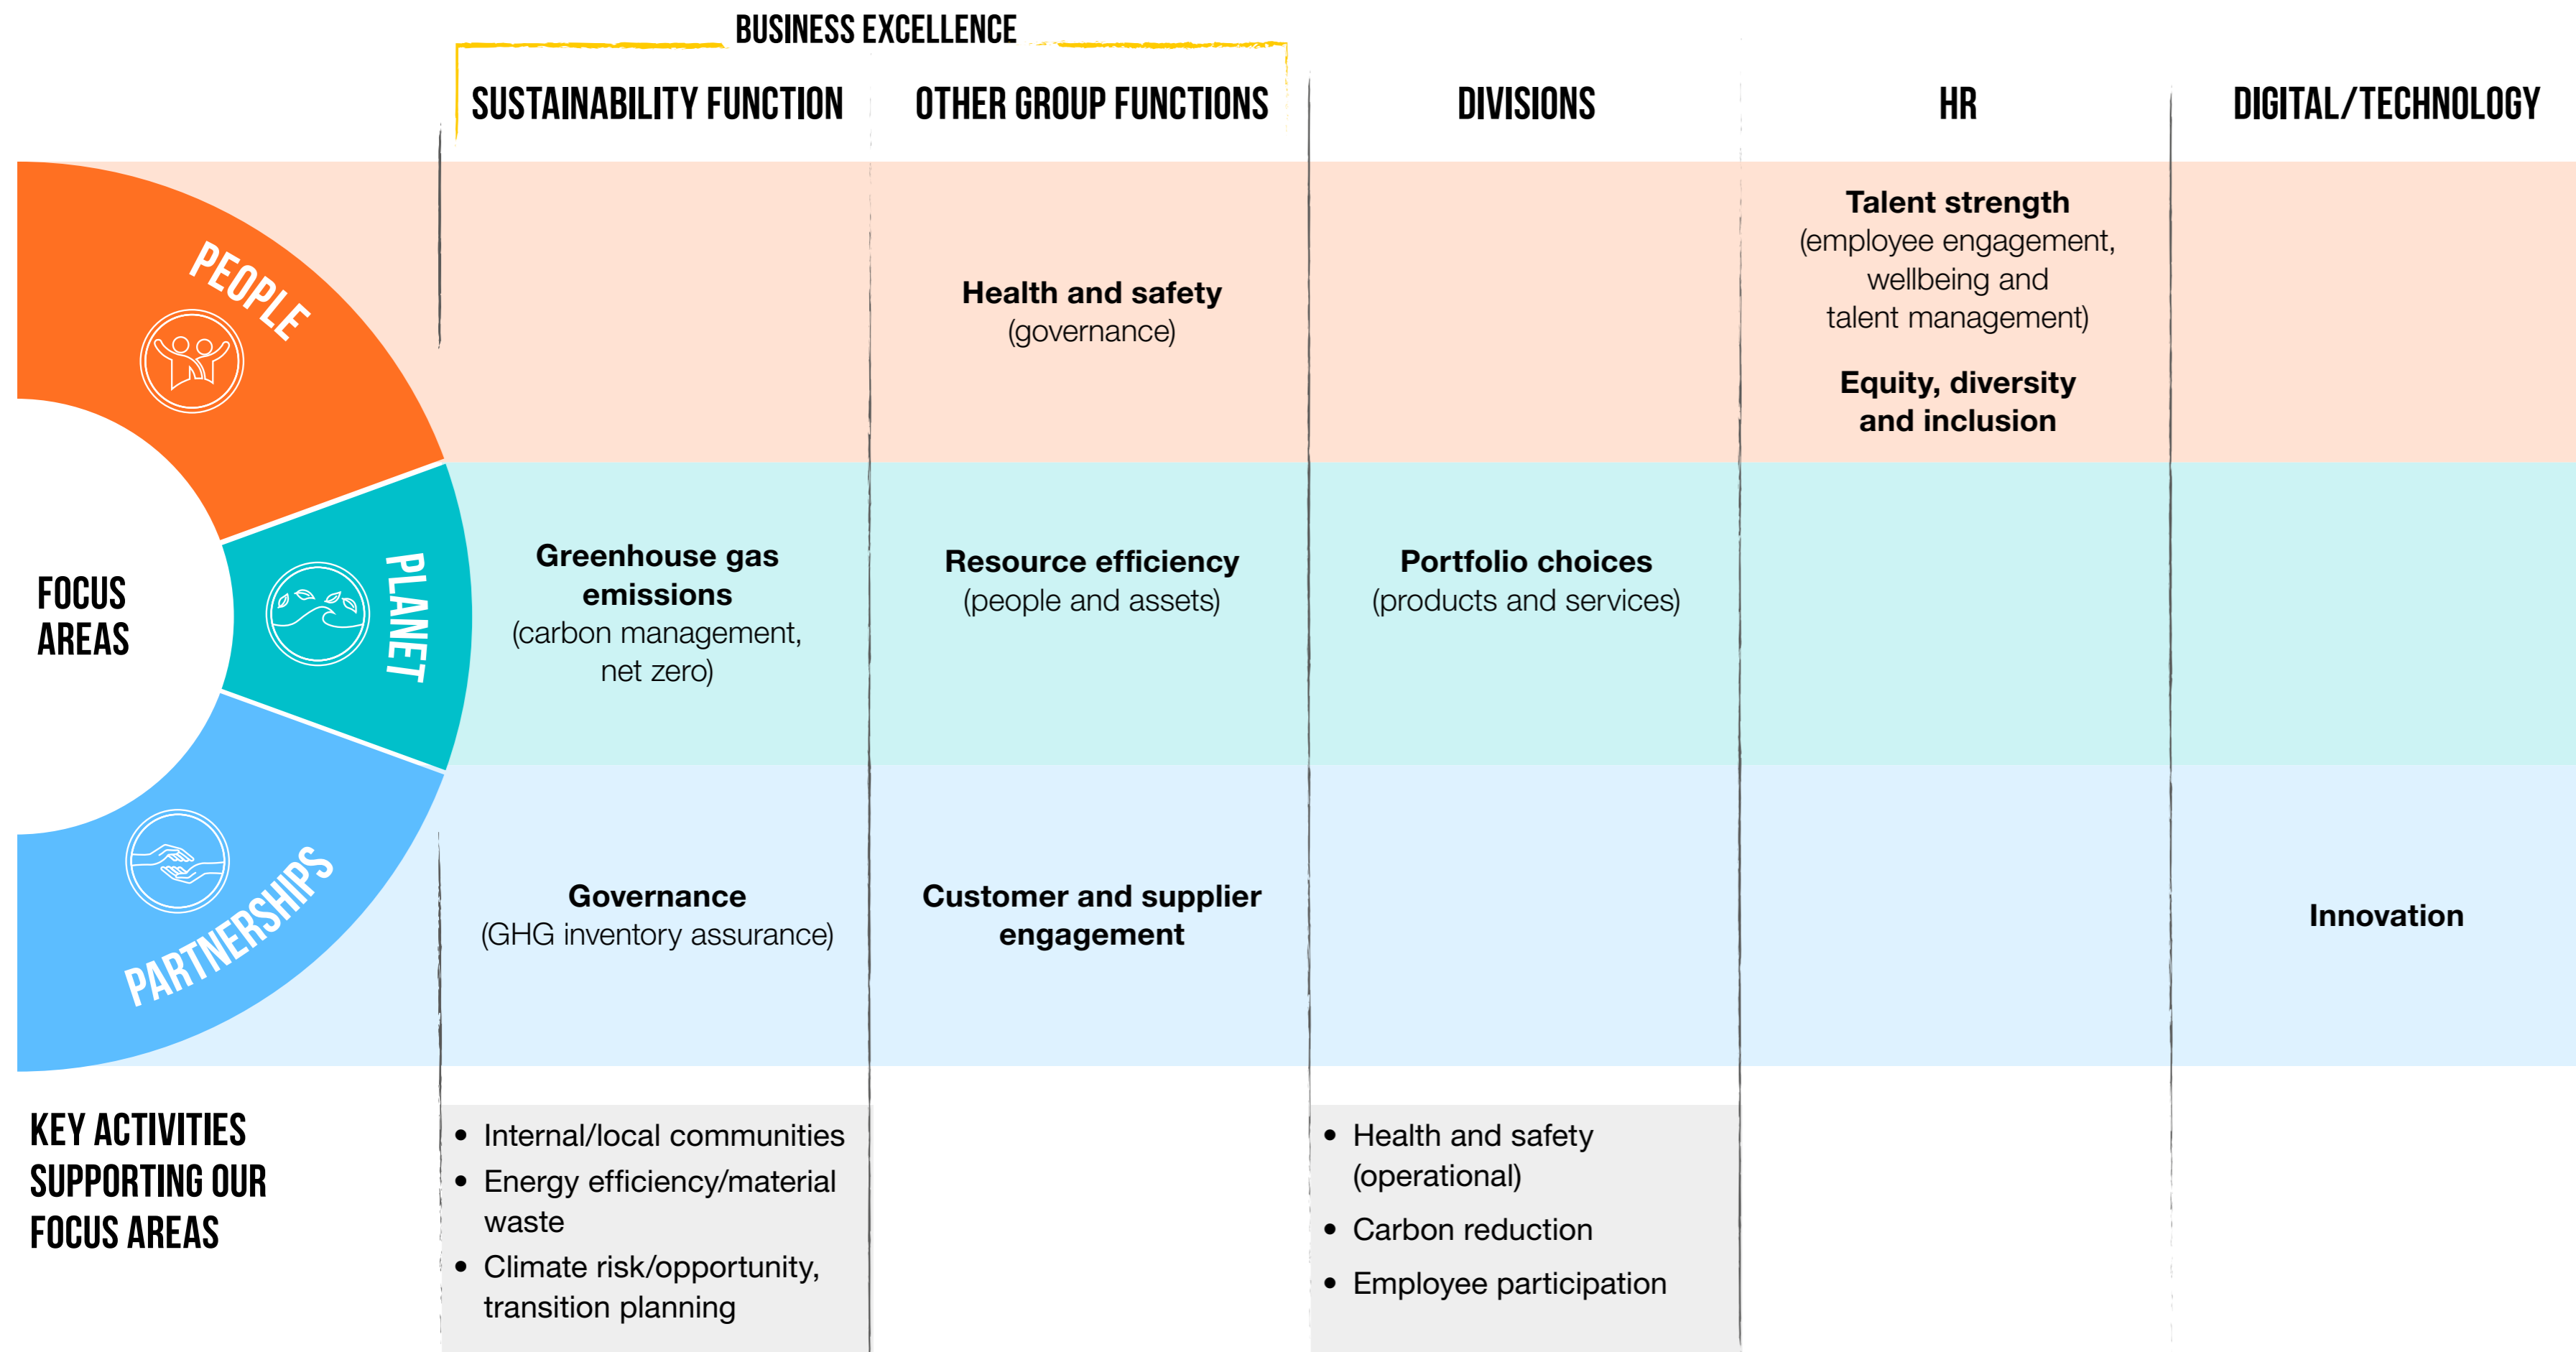 BUSINESS EXCELLENCE
SUSTAINABILITY FUNCTION
OTHER GROUP FUNCTIONS
DIVISIONS
HR
DIGITAL/TECHNOLOGY
PEOPLE
Health and safety
(governance)
Talent strength
(employee engagement,
wellbeing and
talent management)
Equity, diversity
and inclusion
FOCUS
AREAS
PLANET
Greenhouse gas
emissions
(carbon management,
net zero)
Resource efficiency
(people and assets)
Portfolio choices
(products and services)
PARTNERSHIPS
Governance
(GHG inventory assurance)
Customer and supplier
engagement
Innovation
KEY ACTIVITIES
SUPPORTING OUR
FOCUS AREAS
• Internal/local communities
• Energy efficiency/material
waste
• Climate risk/opportunity,
transition planning
• Health and safety
(operational)
• Carbon reduction
• Employee participation